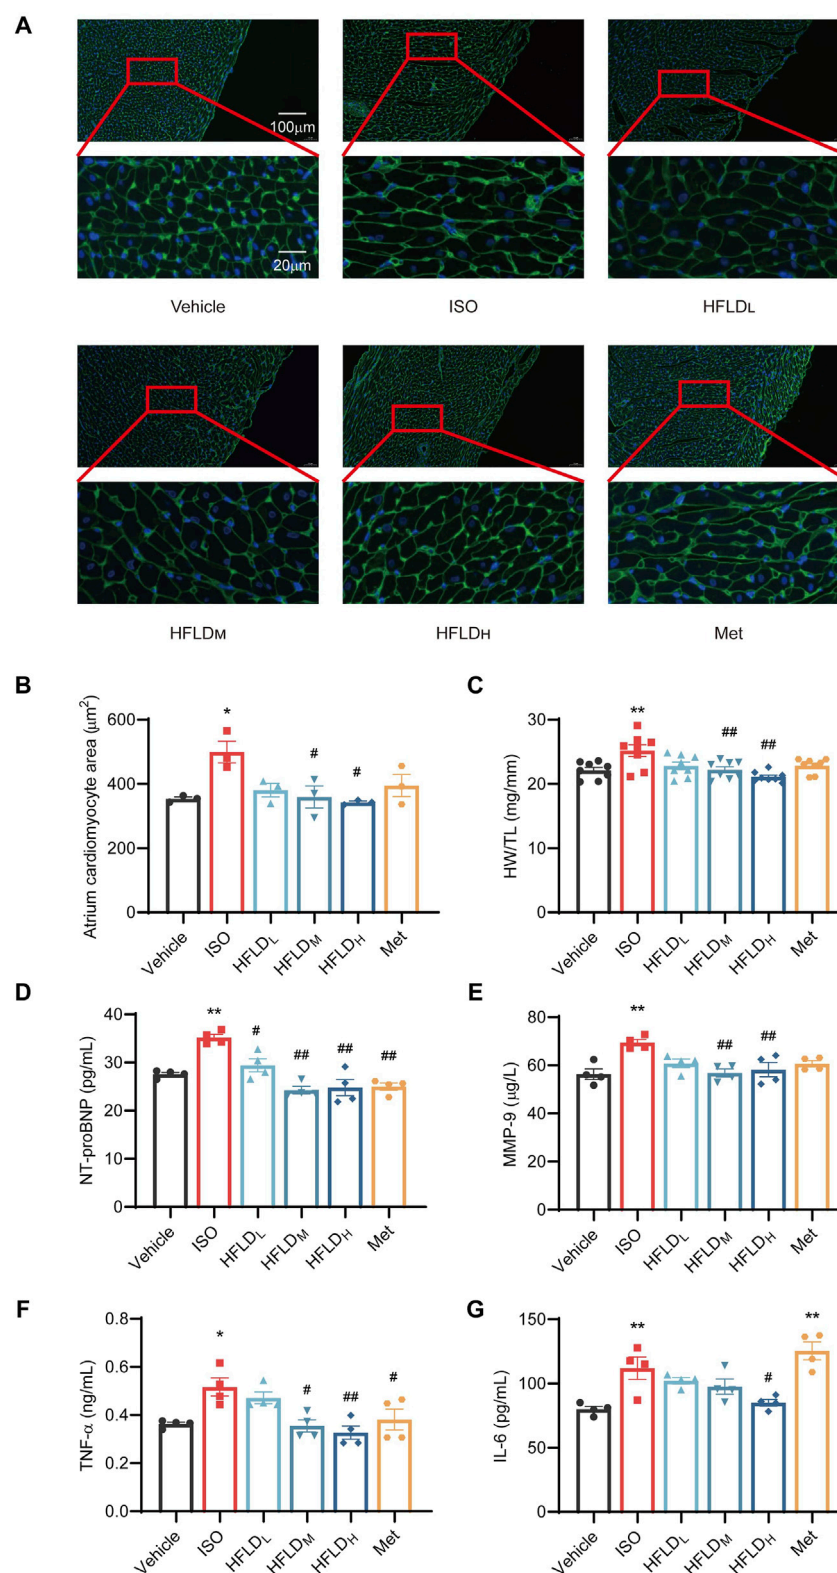 A
100μm
20μm
Vehicle
ISO
HFLDL
HFLDM
HFLDH
Met
B
Atrium cardiomyocyte area (μm²)
600
400
200
0
*
#
#
Vehicle
ISO
HFLDL
HFLDM
HFLDH
Met
C
HW/TL (mg/mm)
30
20
10
0
**
##
##
Vehicle
ISO
HFLDL
HFLDM
HFLDH
Met
D
NT-proBNP (pg/mL)
40
30
20
10
0
**
#
##
##
##
Vehicle
ISO
HFLDL
HFLDM
HFLDH
Met
E
MMP-9 (μg/L)
80
60
40
20
0
**
##
##
Vehicle
ISO
HFLDL
HFLDM
HFLDH
Met
F
TNF-α (ng/mL)
0.8
0.6
0.4
0.2
0.0
*
#
##
#
Vehicle
ISO
HFLDL
HFLDM
HFLDH
Met
G
IL-6 (pg/mL)
150
100
50
0
**
#
**
Vehicle
ISO
HFLDL
HFLDM
HFLDH
Met